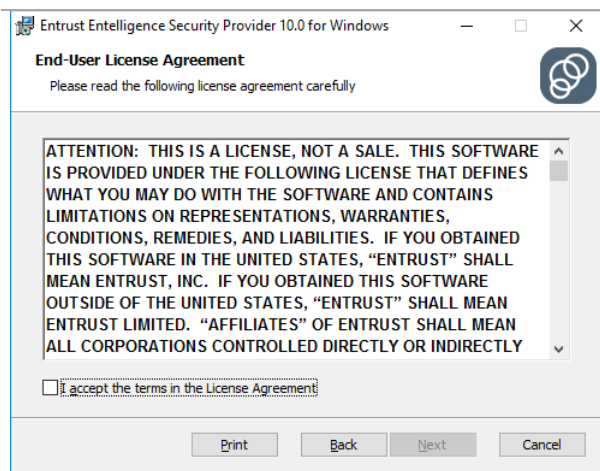 Entrust Intelligence Security Provider 10.0 for Windows
End-User License Agreement
Please read the following license agreement carefully
ATTENTION:  THIS IS A LICENSE, NOT A SALE.  THIS SOFTWARE
IS PROVIDED UNDER THE FOLLOWING LICENSE THAT DEFINES
WHAT YOU MAY DO WITH THE SOFTWARE AND CONTAINS
LIMITATIONS ON REPRESENTATIONS, WARRANTIES,
CONDITIONS, REMEDIES, AND LIABILITIES.  IF YOU OBTAINED
THIS SOFTWARE IN THE UNITED STATES, “ENTRUST” SHALL
MEAN ENTRUST, INC.  IF YOU OBTAINED THIS SOFTWARE
OUTSIDE OF THE UNITED STATES, “ENTRUST” SHALL MEAN
ENTRUST LIMITED.  “AFFILIATES” OF ENTRUST SHALL MEAN
ALL CORPORATIONS CONTROLLED DIRECTLY OR INDIRECTLY
I accept the terms in the License Agreement
Print Back Next Cancel